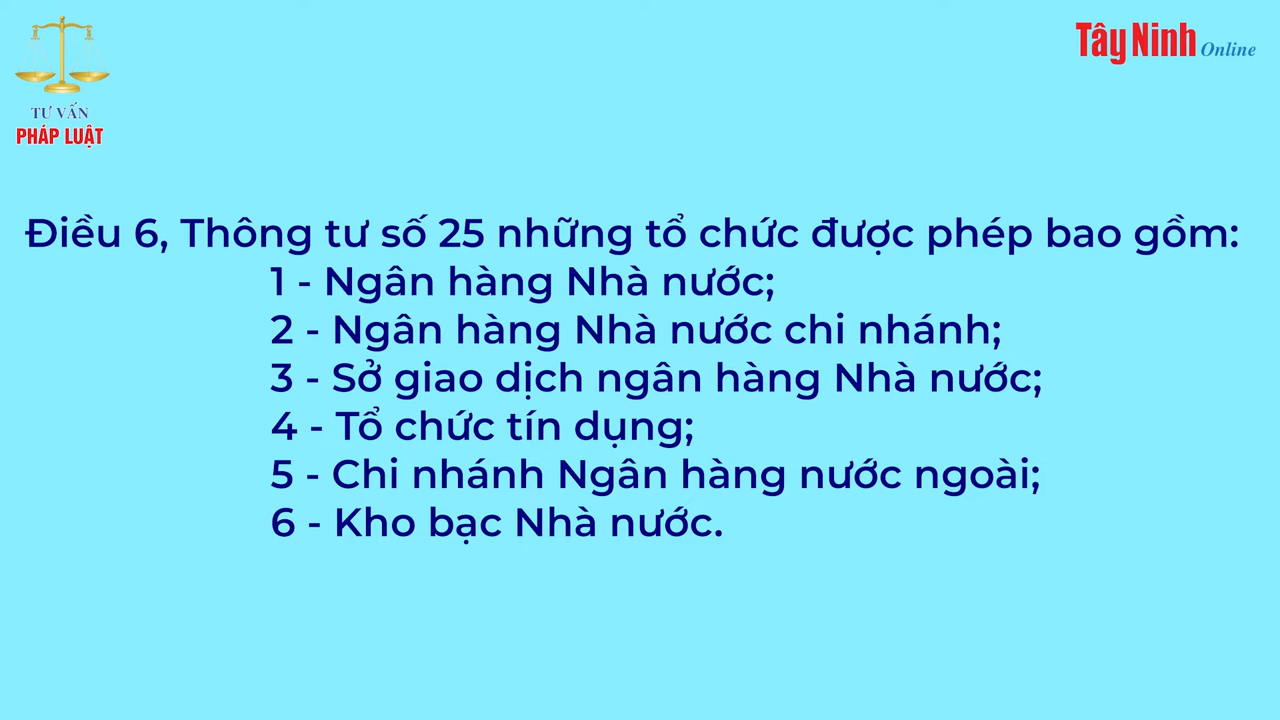 TƯ VẤN
PHÁP LUẬT
Tây Ninh Online
Điều 6, Thông tư số 25 những tổ chức được phép bao gồm:
1 - Ngân hàng Nhà nước;
2 - Ngân hàng Nhà nước chi nhánh;
3 - Sở giao dịch ngân hàng Nhà nước;
4 - Tổ chức tín dụng;
5 - Chi nhánh Ngân hàng nước ngoài;
6 - Kho bạc Nhà nước.